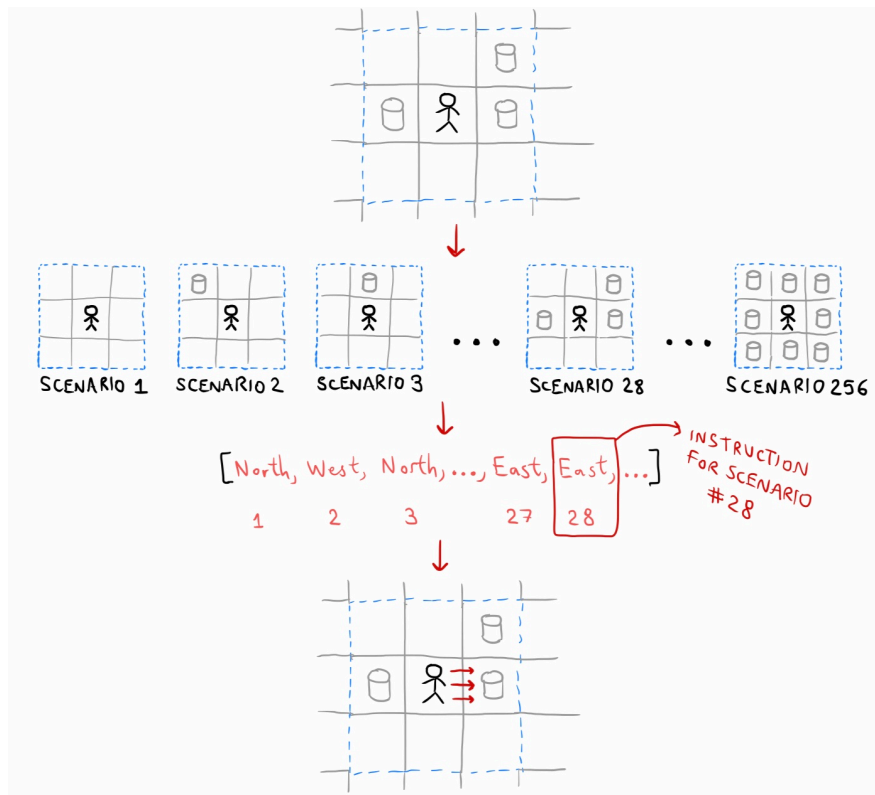 SCENARIO 1
SCENARIO 2
SCENARIO 3
...
SCENARIO 28
...
SCENARIO 256
[North, West, North, ..., East, East, ...]
1 2 3 27 28
INSTRUCTION
FOR SCENARIO
#28